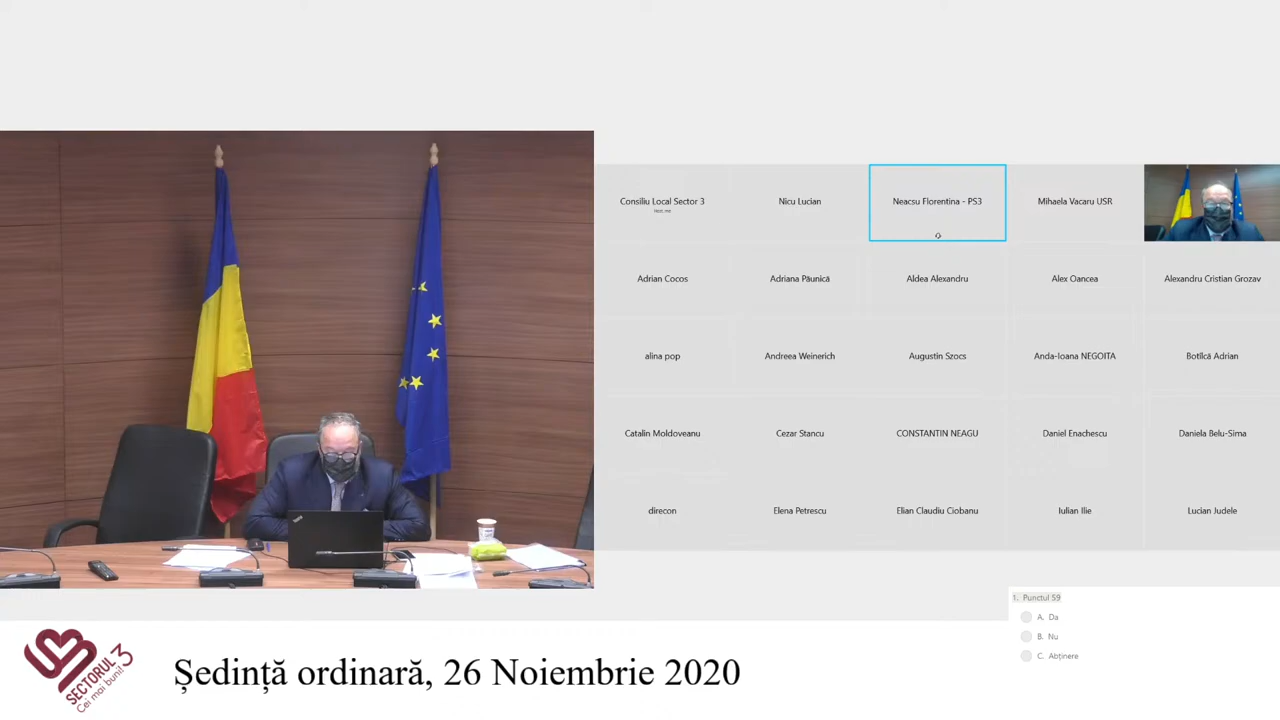 Consiliu Local Sector 3
Nicu Lucian
Neacsu Florentina - PS3
Mihaela Vacaru USR
Adrian Cocos
Adriana Păunică
Aldea Alexandru
Alex Oancea
Alexandru Cristian Grozav
alina pop
Andreea Weinerich
Augustin Szocs
Anda-Ioana NEGOITA
Botilcă Adrian
Catalin Moldoveanu
Cezar Stancu
CONSTANTIN NEAGU
Daniel Enachescu
Daniela Belu-Sima
direcon
Elena Petrescu
Elian Claudiu Ciobanu
Iulian Ilie
Lucian Judele
1. Punctul 59
A. Da
B. Nu
C. Abținere
SECTORUL 3
Cei mai buni!
Ședință ordinară, 26 Noiembrie 2020